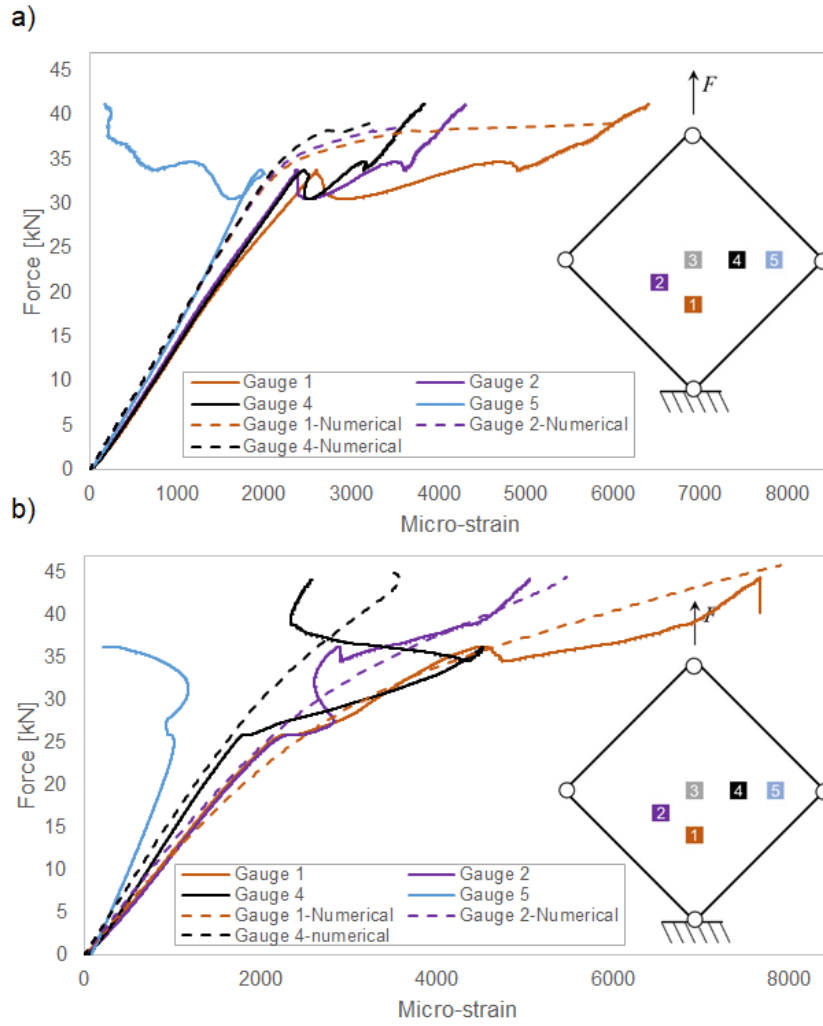 a)
45
40
35
30
25
20
15
10
5
0
Force [kN]
F
3 4 5
2
1
Gauge 1 Gauge 2
Gauge 4 Gauge 5
Gauge 1-Numerical Gauge 2-Numerical
Gauge 4-Numerical
0 1000 2000 3000 4000 5000 6000 7000 8000
Micro-strain
b)
45
40
35
30
25
20
15
10
5
0
Force [kN]
F
3 4 5
2
1
Gauge 1 Gauge 2
Gauge 4 Gauge 5
Gauge 1-Numerical Gauge 2-Numerical
Gauge 4-numerical
0 2000 4000 6000 8000
Micro-strain